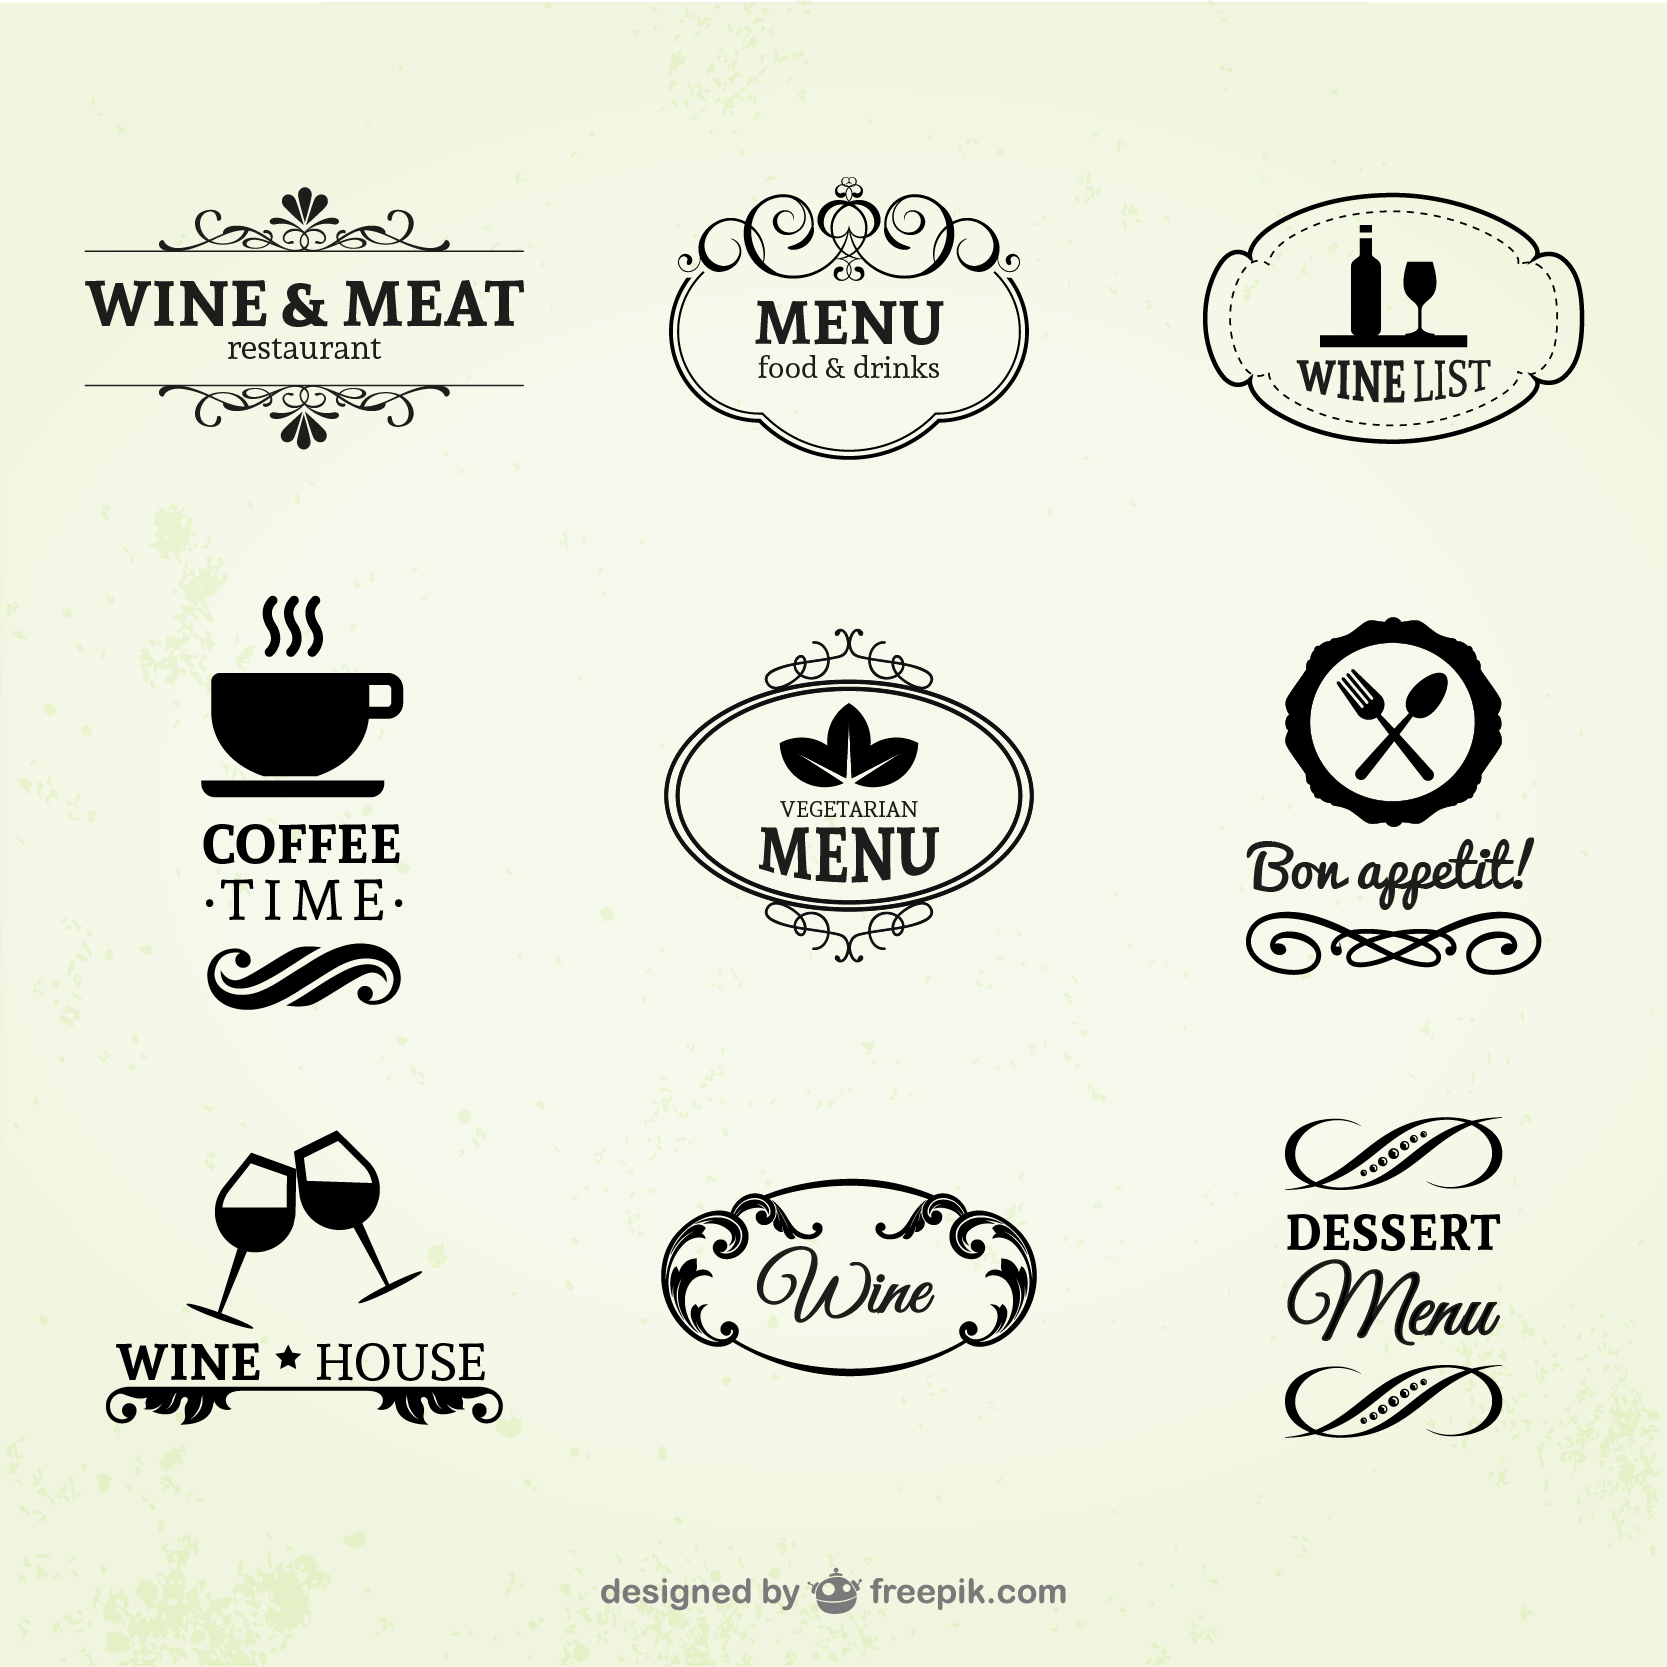 WINE & MEAT
restaurant
MENU
food & drinks
WINE LIST
COFFEE
·TIME·
VEGETARIAN
MENU
Bon appetit!
WINE ★ HOUSE
Wine
DESSERT
Menu
designed by freepik.com